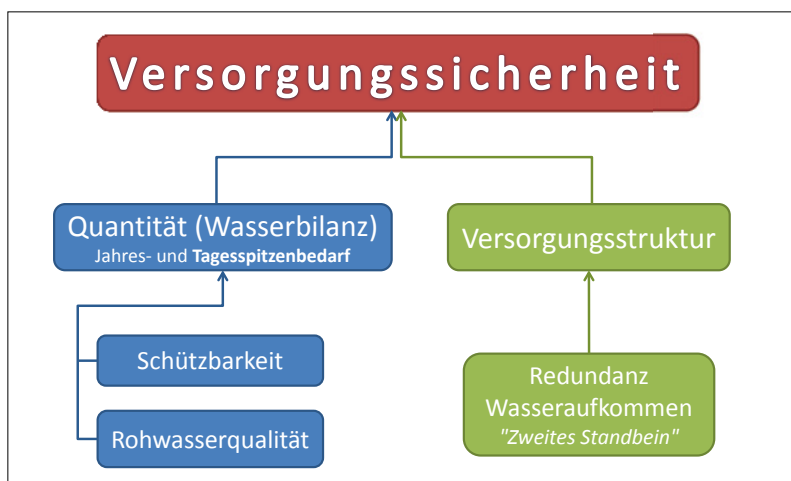 Versorgungssicherheit
Quantität (Wasserbilanz)
Jahres- und Tagesspitzenbedarf
Schützbarkeit
Rohwasserqualität
Versorgungsstruktur
Redundanz
Wasseraufkommen
"Zweites Standbein"